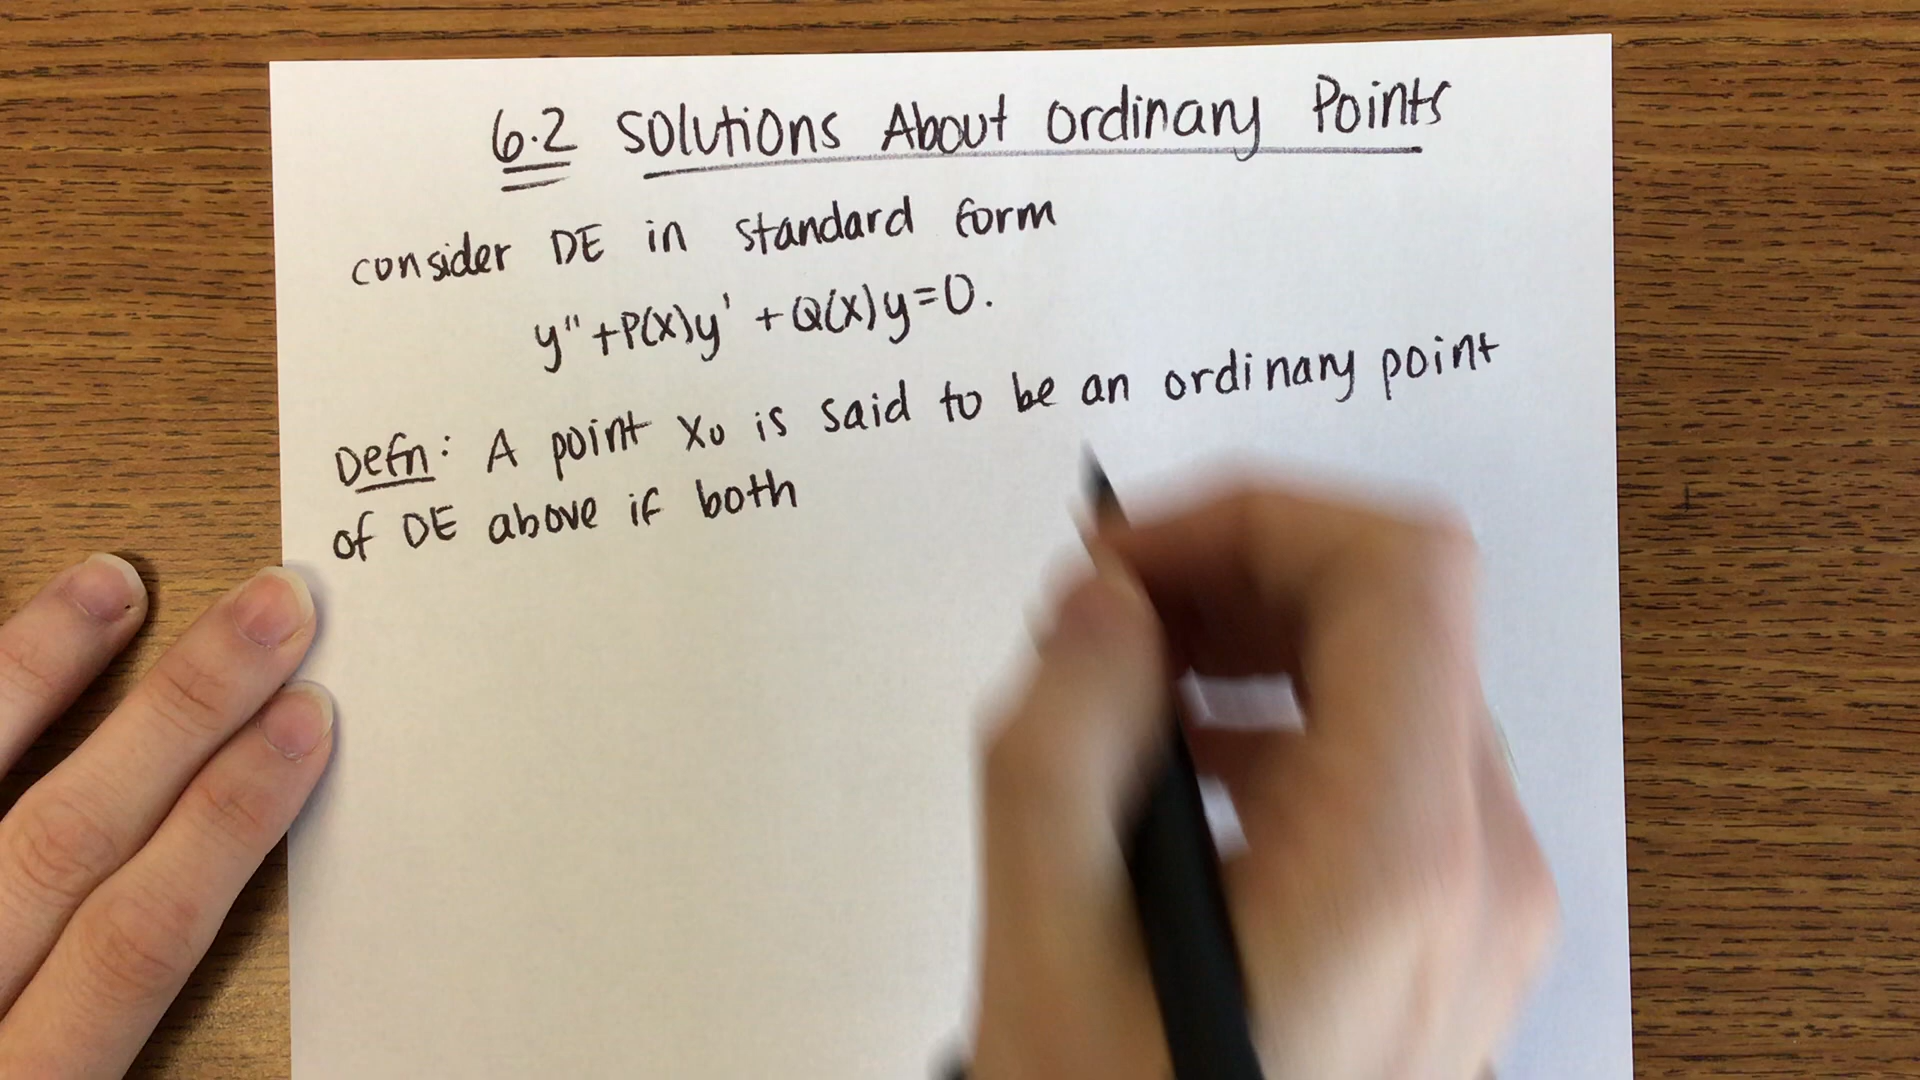 6.2 Solutions About Ordinary Points
consider DE in standard form
y"+P(x)y' +Q(x)y=0.
Defn: A point x₀ is said to be an ordinary point
of DE above if both